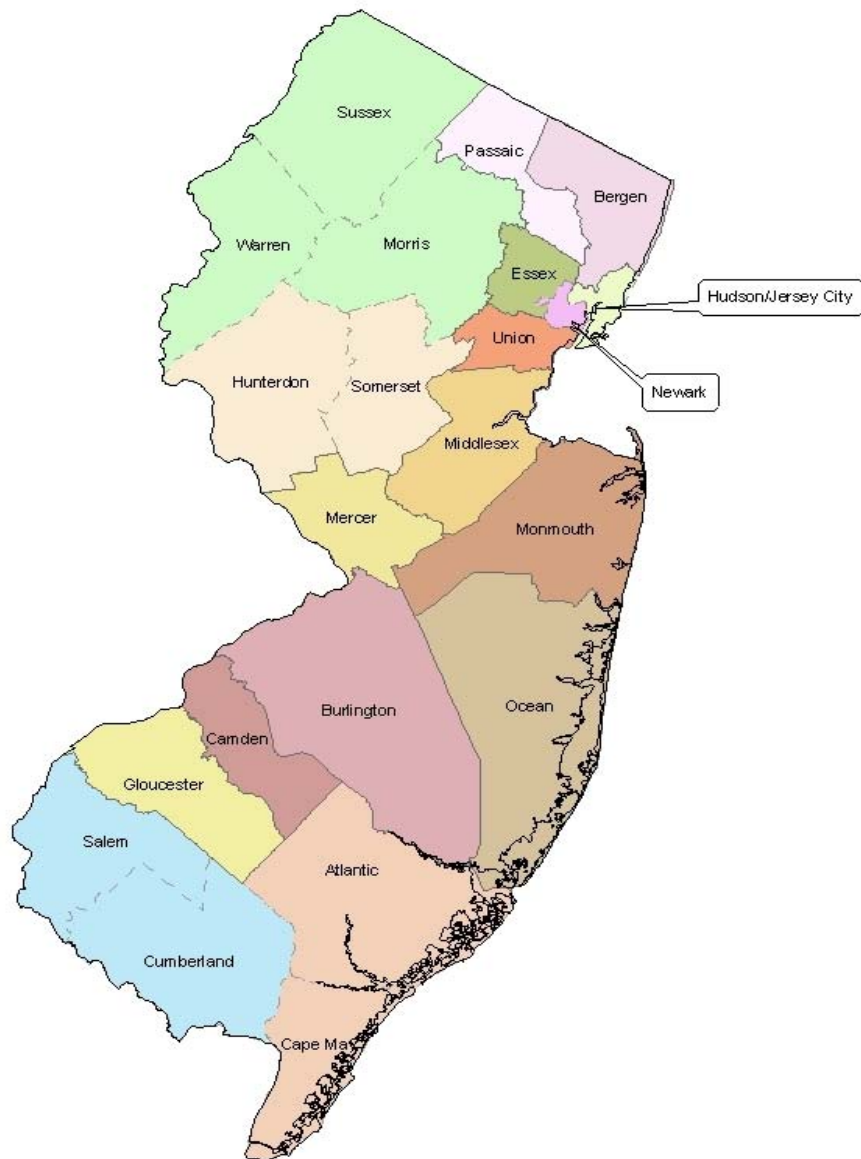 Sussex
Passaic
Bergen
Warren
Morris
Essex
Hudson/Jersey City
Union
Hunterdon
Somerset
Newark
Middlesex
Mercer
Monmouth
Burlington
Ocean
Camden
Gloucester
Salem
Atlantic
Cumberland
Cape Ma